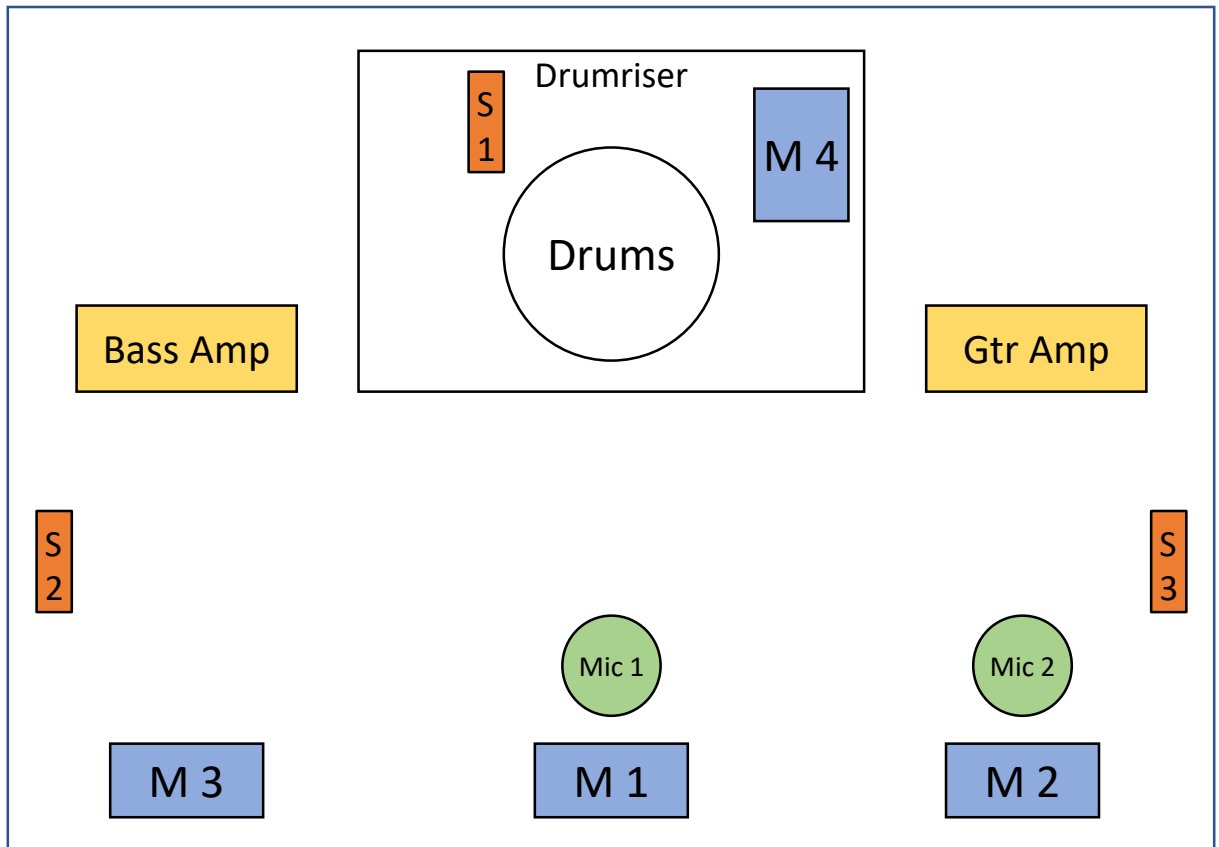 Drumriser
S
1
M 4
Drums
Bass Amp
Gtr Amp
S
2
S
3
Mic 1
Mic 2
M 3
M 1
M 2